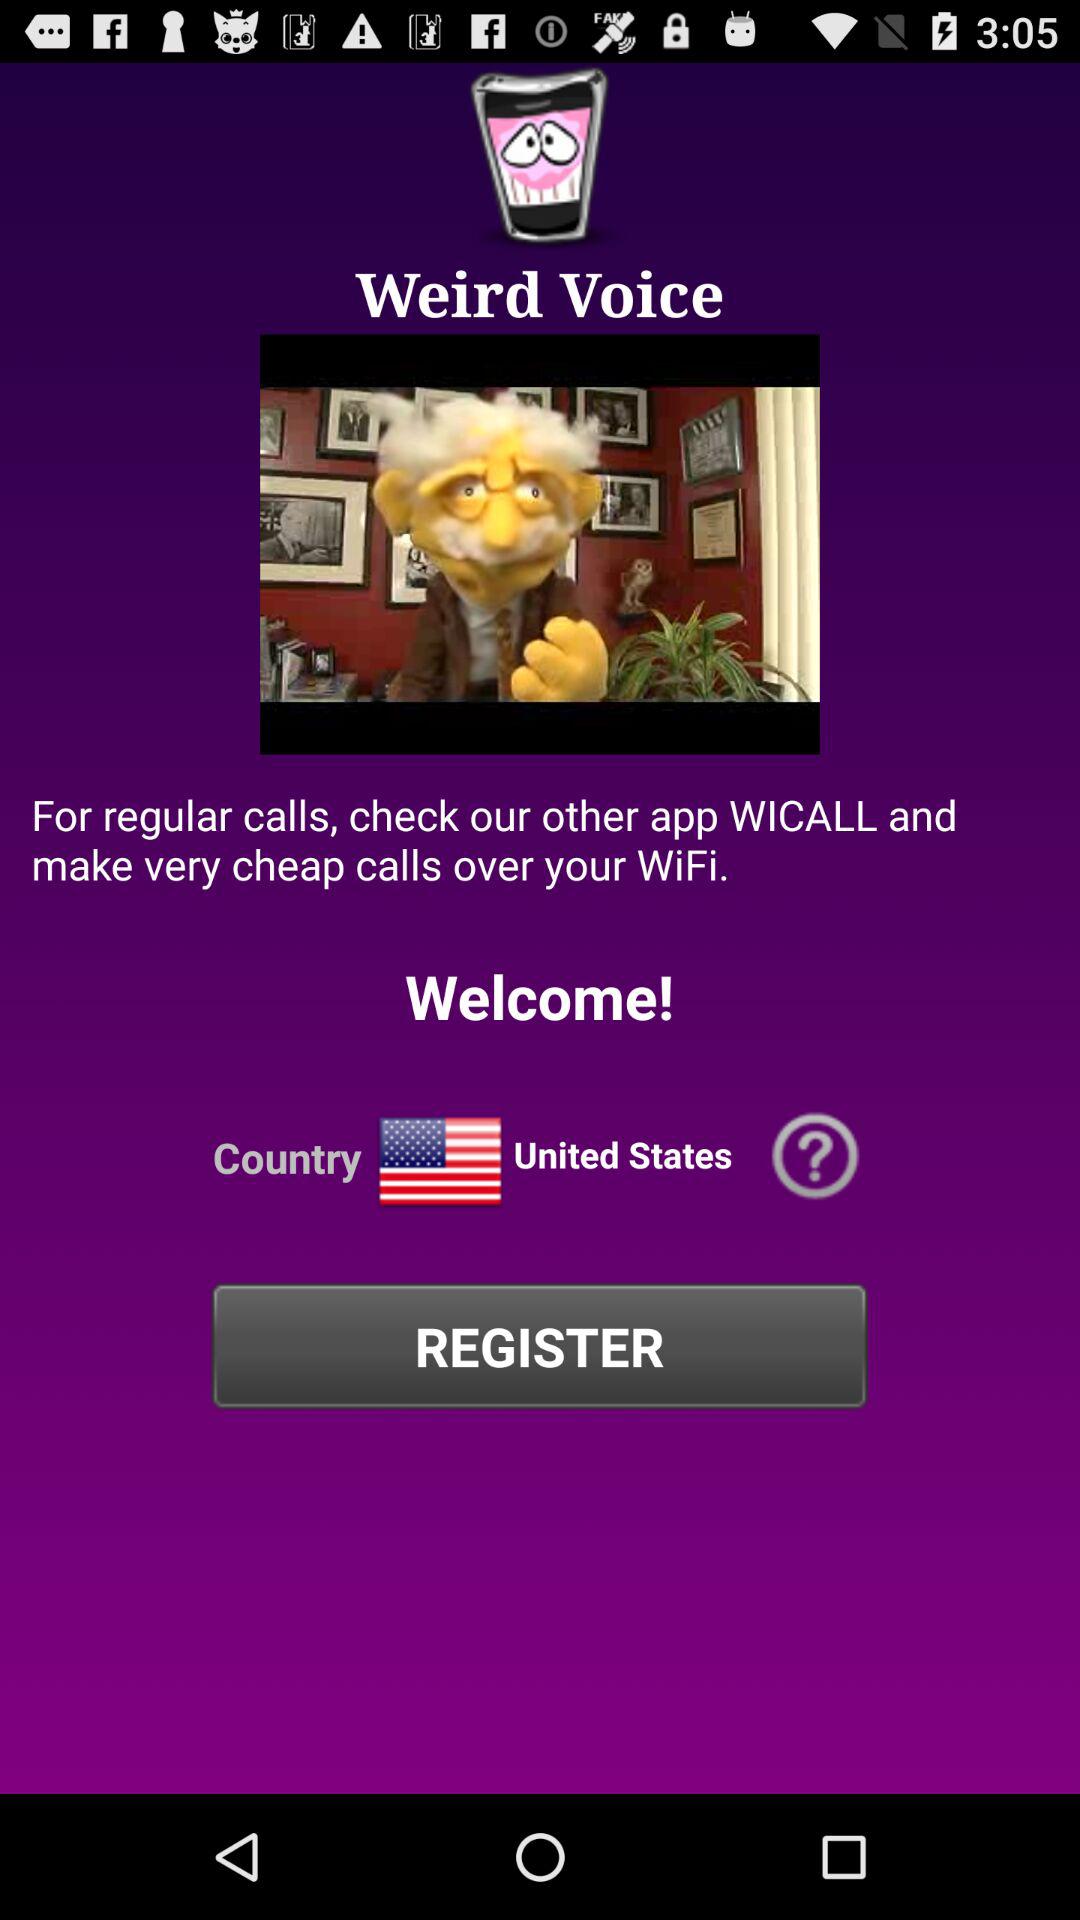 FAKE
3:05
Weird Voice
For regular calls, check our other app WICALL and
make very cheap calls over your WiFi.
Welcome!
Country
United States
REGISTER